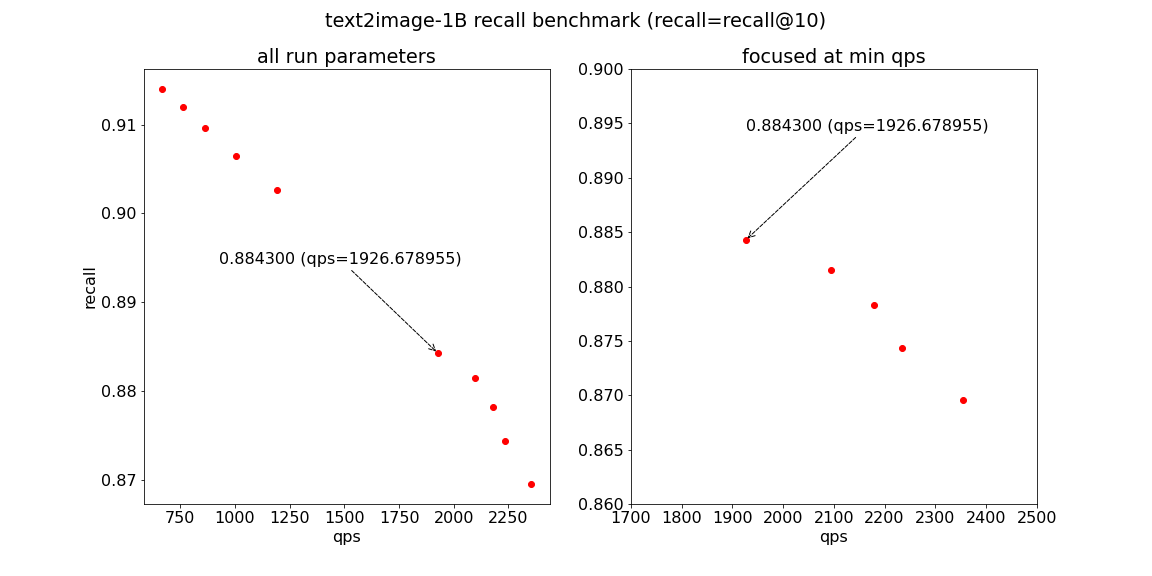 text2image-1B recall benchmark (recall=recall@10)
all run parameters
0.91
0.90
0.89
0.88
0.87
recall
0.884300 (qps=1926.678955)
750 1000 1250 1500 1750 2000 2250
qps
focused at min qps
0.900
0.895
0.890
0.885
0.880
0.875
0.870
0.865
0.860
0.884300 (qps=1926.678955)
1700 1800 1900 2000 2100 2200 2300 2400 2500
qps